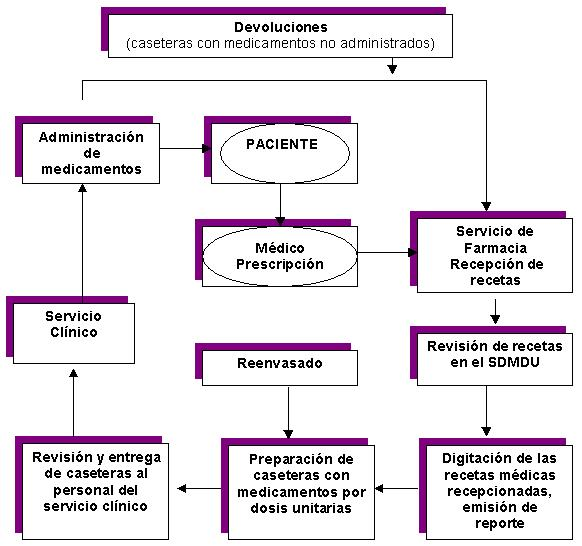 Devoluciones
(caseteras con medicamentos no administrados)
Administración
de
medicamentos
PACIENTE
Médico
Prescripción
Servicio de
Farmacia
Recepción de
recetas
Servicio
Clínico
Reenvasado
Revisión de recetas
en el SDMDU
Revisión y entrega
de caseteras al
personal del
servicio clínico
Preparación de
caseteras con
medicamentos por
dosis unitarias
Digitación de las
recetas médicas
recepcionadas,
emisión de
reporte